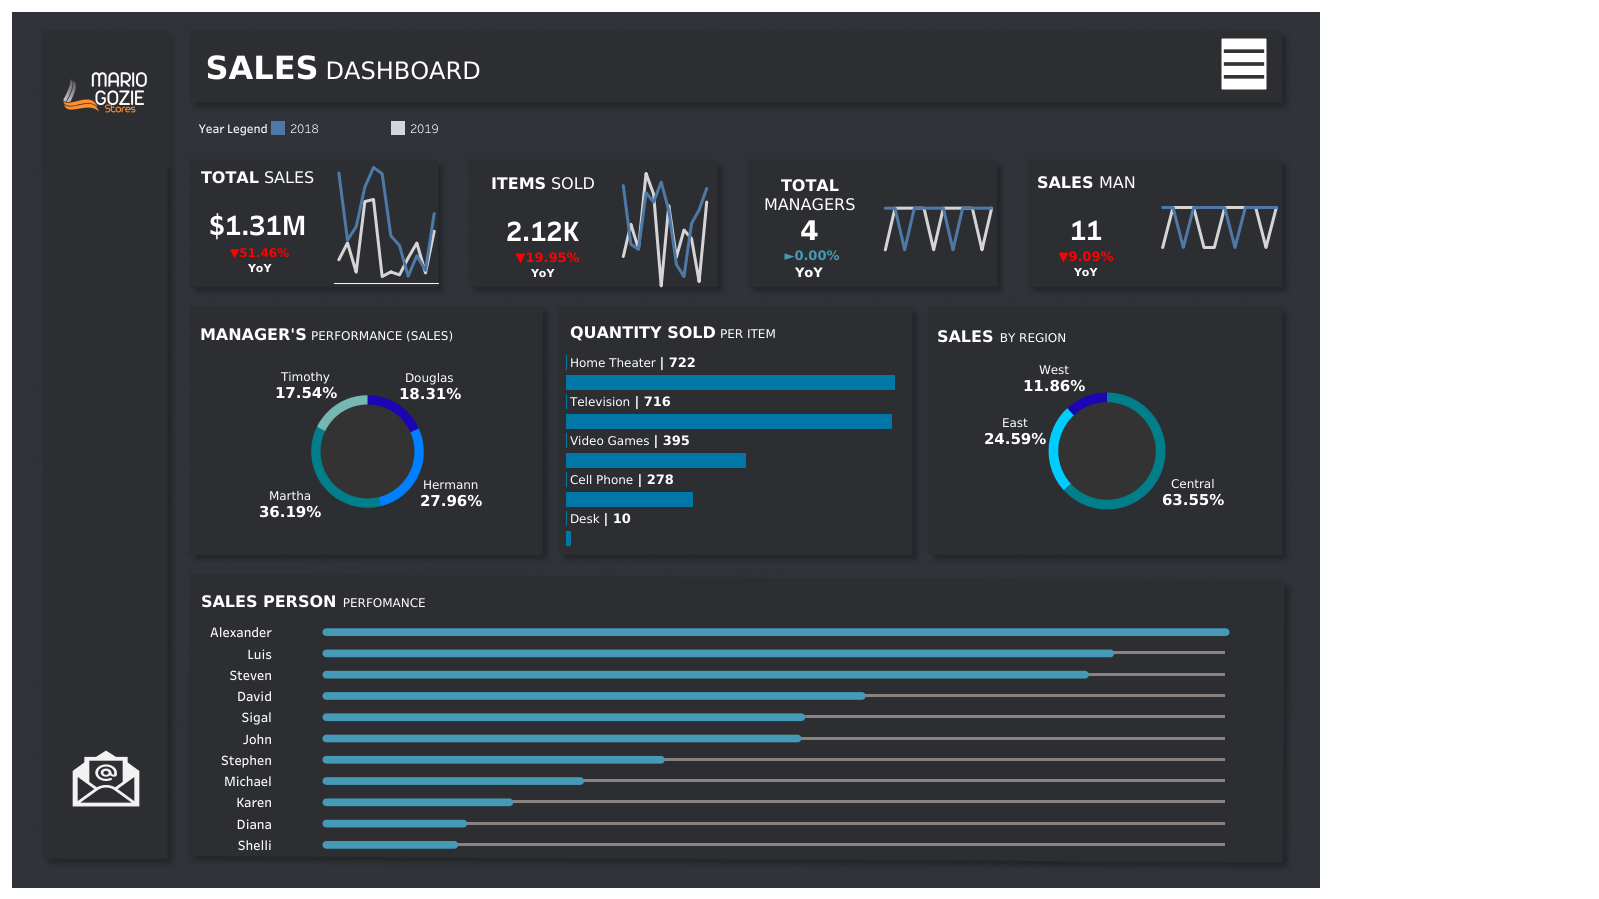 MARIO
GOZIE
Stores
SALES DASHBOARD
Year Legend 2018 2019
TOTAL SALES
$1.31M
▼51.46%
YoY
ITEMS SOLD
2.12K
▼19.95%
YoY
TOTAL
MANAGERS
4
►0.00%
YoY
SALES MAN
11
▼9.09%
YoY
MANAGER'S PERFORMANCE (SALES)
Timothy
17.54%
Douglas
18.31%
Martha
36.19%
Hermann
27.96%
QUANTITY SOLD PER ITEM
Home Theater | 722
Television | 716
Video Games | 395
Cell Phone | 278
Desk | 10
SALES BY REGION
West
11.86%
East
24.59%
Central
63.55%
SALES PERSON PERFOMANCE
Alexander
Luis
Steven
David
Sigal
John
Stephen
Michael
Karen
Diana
Shelli
@